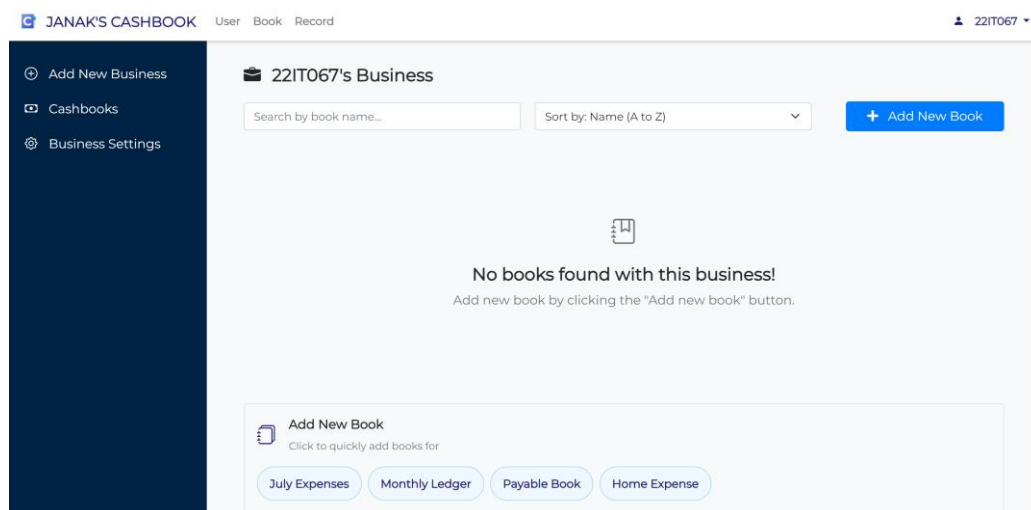 JANAK'S CASHBOOK User Book Record 22IT067
Add New Business
Cashbooks
Business Settings
22IT067's Business
Search by book name...
Sort by: Name (A to Z)
+ Add New Book
No books found with this business!
Add new book by clicking the "Add new book" button.
Add New Book
Click to quickly add books for
July Expenses Monthly Ledger Payable Book Home Expense